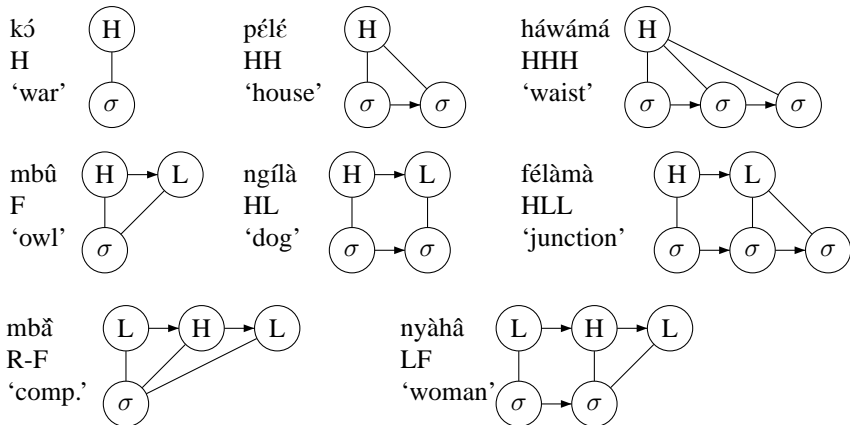 kɔ́
H
‘war’
H
σ
pɛ́lɛ́
HH
‘house’
H
σ σ
háwámá
HHH
‘waist’
H
σ σ σ
mbû
F
‘owl’
H L
σ
ngílà
HL
‘dog’
H L
σ σ
félàmà
HLL
‘junction’
H L
σ σ σ
R-F
‘comp.’
L H L
σ
nyàhâ
LF
‘woman’
L H L
σ σ